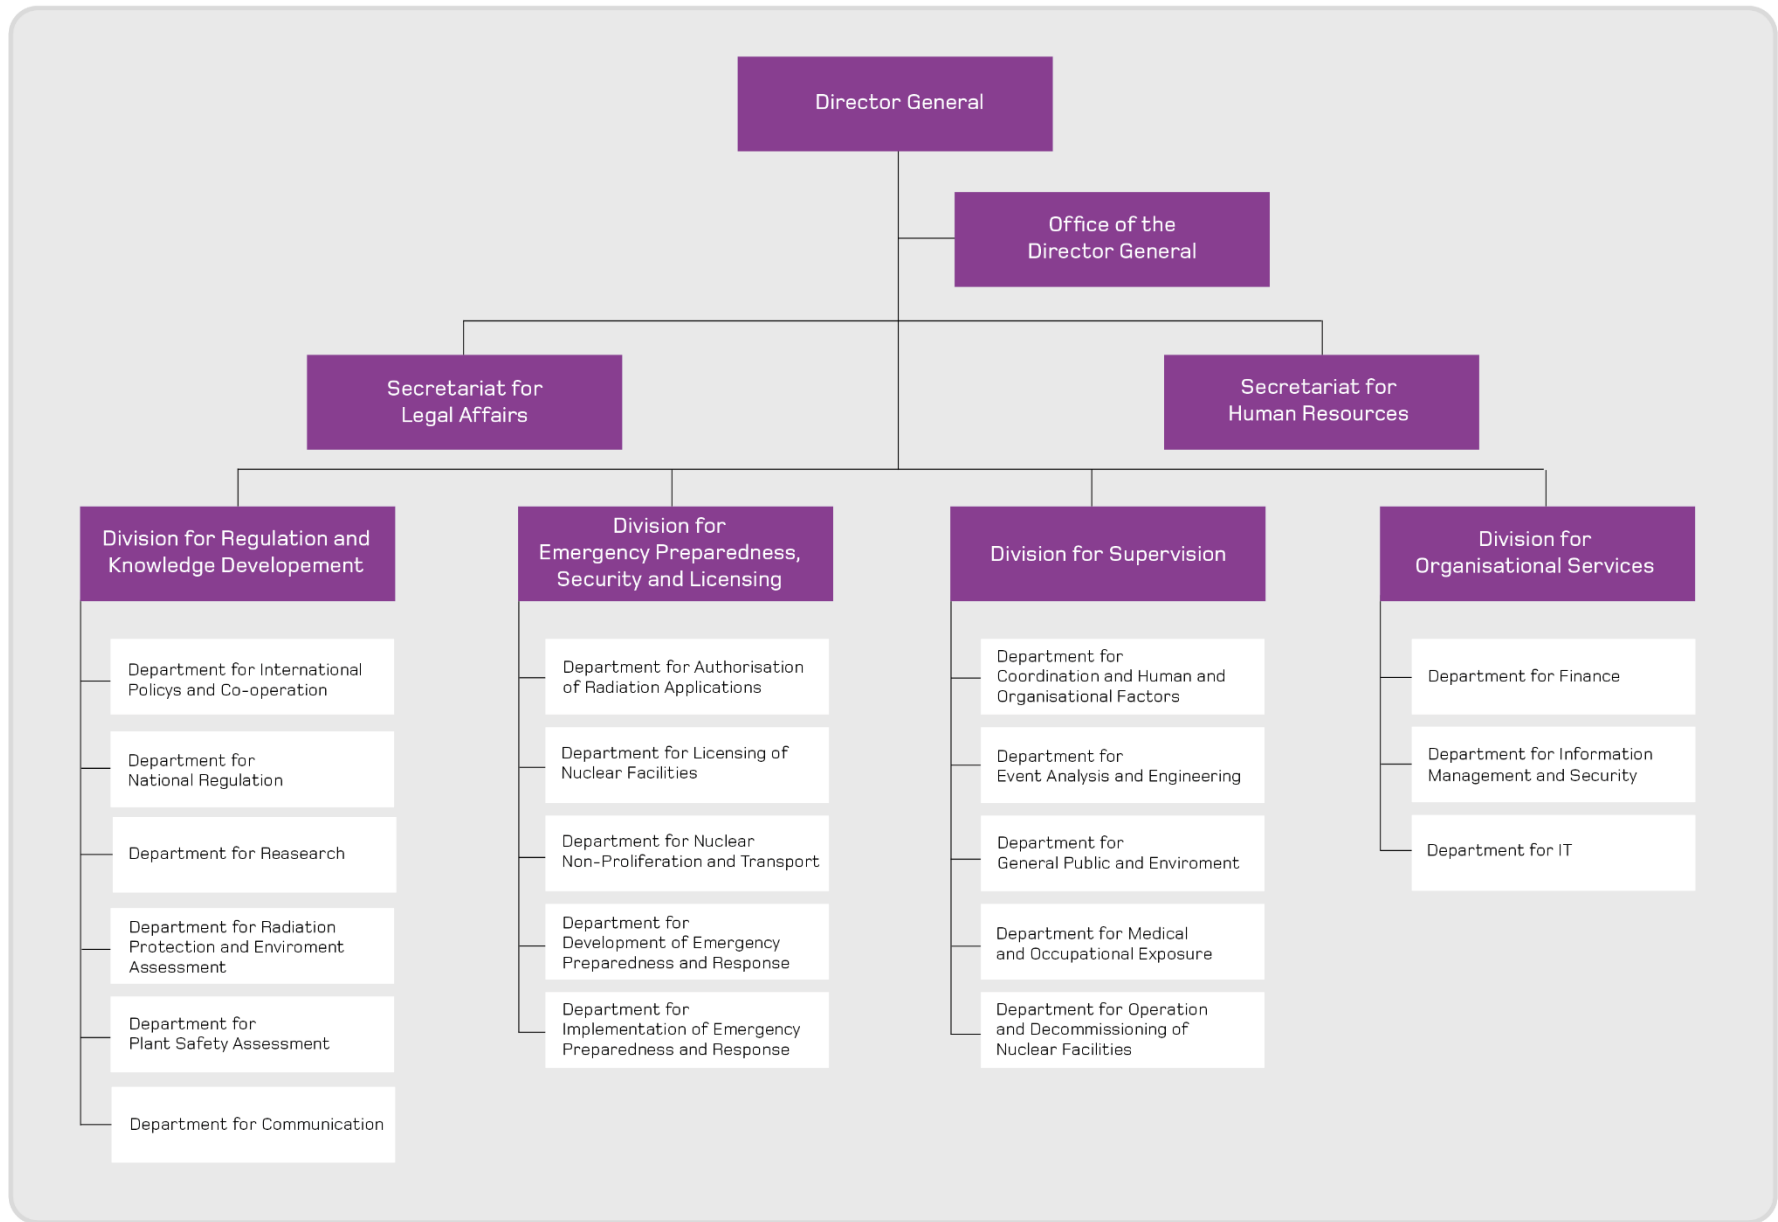 Director General
Office of the
Director General
Secretariat for
Legal Affairs
Secretariat for
Human Resources
Division for Regulation and
Knowledge Developement
Department for International
Policys and Co-operation
Department for
National Regulation
Department for Reasearch
Department for Radiation
Protection and Enviroment
Assessment
Department for
Plant Safety Assessment
Department for Communication
Division for
Emergency Preparedness,
Security and Licensing
Department for Authorisation
of Radiation Applications
Department for Licensing of
Nuclear Facilities
Department for Nuclear
Non-Proliferation and Transport
Department for
Development of Emergency
Preparedness and Response
Department for
Implementation of Emergency
Preparedness and Response
Division for Supervision
Department for
Coordination and Human and
Organisational Factors
Department for
Event Analysis and Engineering
Department for
General Public and Enviroment
Department for Medical
and Occupational Exposure
Department for Operation
and Decommissioning of
Nuclear Facilities
Division for
Organisational Services
Department for Finance
Department for Information
Management and Security
Department for IT